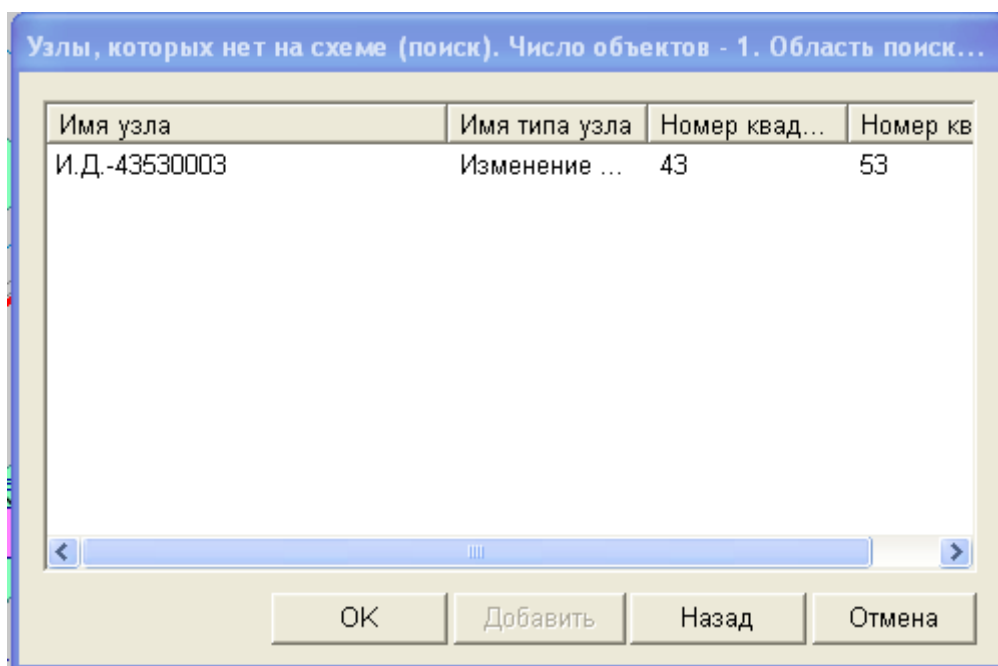 Узлы, которых нет на схеме (поиск). Число объектов - 1. Область поиск...
Имя узла Имя типа узла Номер квад... Номер кв
И.Д.-43530003 Изменение ... 43 53
OK Добавить Назад Отмена